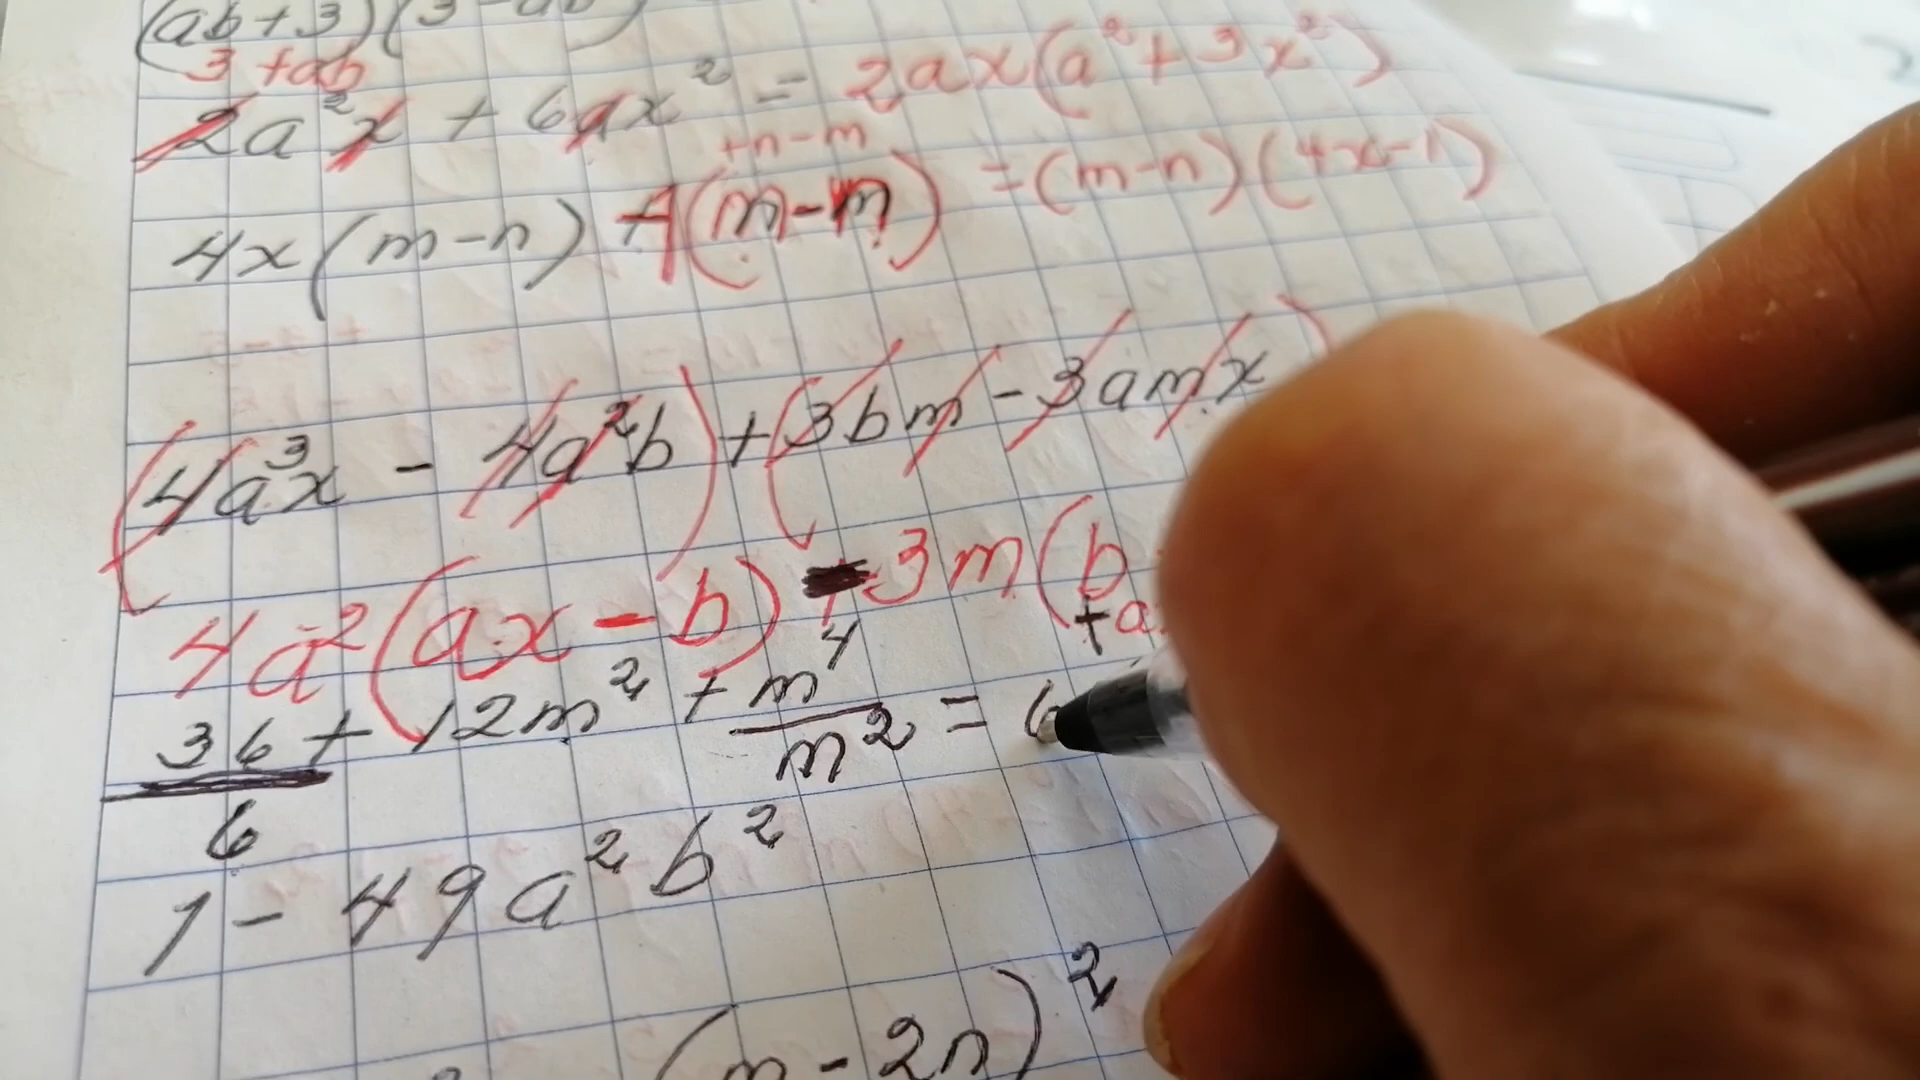 (ab+3)(3-ab)
3+ab
2a²x + 6ax² = 2ax(a²+3x²)
+n-m
4x(m-n) +1(m-n) =(m-n)(4x-1)
(4a³x - 4a²b)+(3bm-3amx)
4a²(ax-b) 3m(b
+a
36+12m²+m⁴ = 6
6 m²
1-49a²b²
(m-2n)²